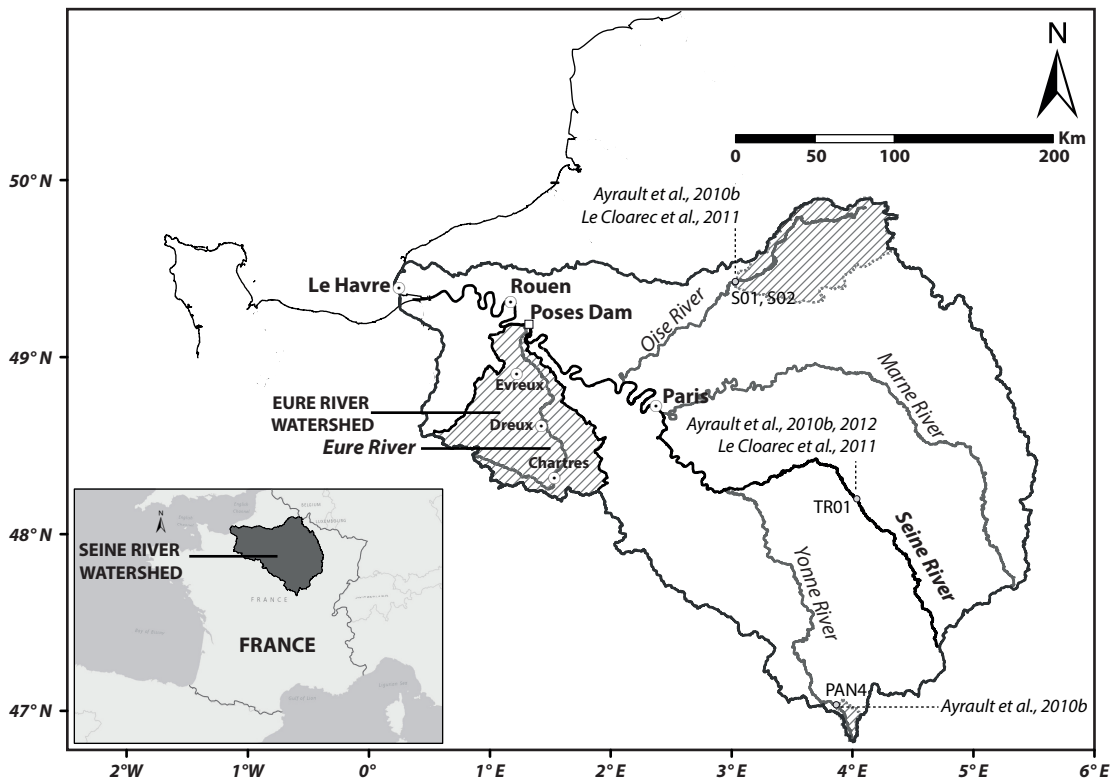 N
Km
0 50 100 200
50° N
49° N
48° N
47° N
Ayrault et al., 2010b
Le Cloarec et al., 2011
S01, S02
Oise River
Le Havre
Rouen
Poses Dam
Evreux
EURE RIVER
WATERSHED
Dreux
Eure River
Chartres
Paris
Marne River
Ayrault et al., 2010b, 2012
Le Cloarec et al., 2011
TR01
Seine River
Yonne River
PAN4
Ayrault et al., 2010b
N
SEINE RIVER
WATERSHED
BELGIUM
LUXEMBOURG
FRANCE
FRANCE
2°W 1°W 0 1°E 2°E 3°E 4°E 5°E 6°E